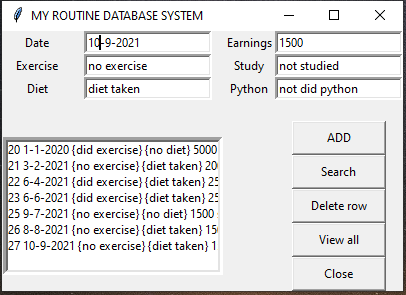 MY ROUTINE DATABASE SYSTEM
Date 10-9-2021 Earnings 1500
Exercise no exercise Study not studied
Diet diet taken Python not did python
ADD
Search
Delete row
View all
Close
20 1-1-2020 {did exercise} {no diet} 5000
21 3-2-2021 {no exercise} {diet taken} 200
22 6-4-2021 {did exercise} {diet taken} 25
23 6-6-2021 {did exercise} {diet taken} 25
25 9-7-2021 {no exercise} {no diet} 1500
26 8-8-2021 {no exercise} {diet taken} 150
27 10-9-2021 {no exercise} {diet taken} 1